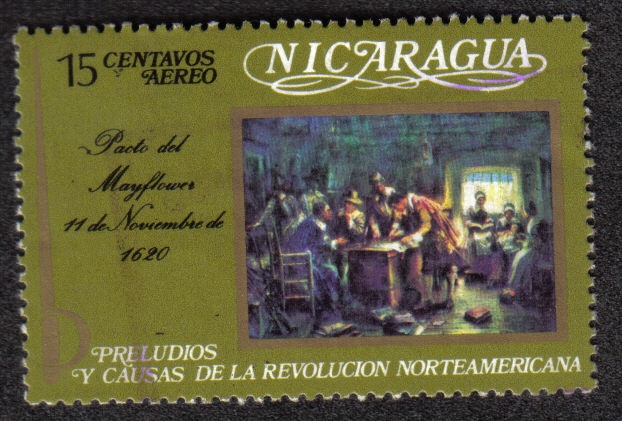 15 CENTAVOS
AEREO
NICARAGUA
Pacto del
Mayflower
11 de Noviembre de
1620
PRELUDIOS
Y CAUSAS DE LA REVOLUCION NORTEAMERICANA